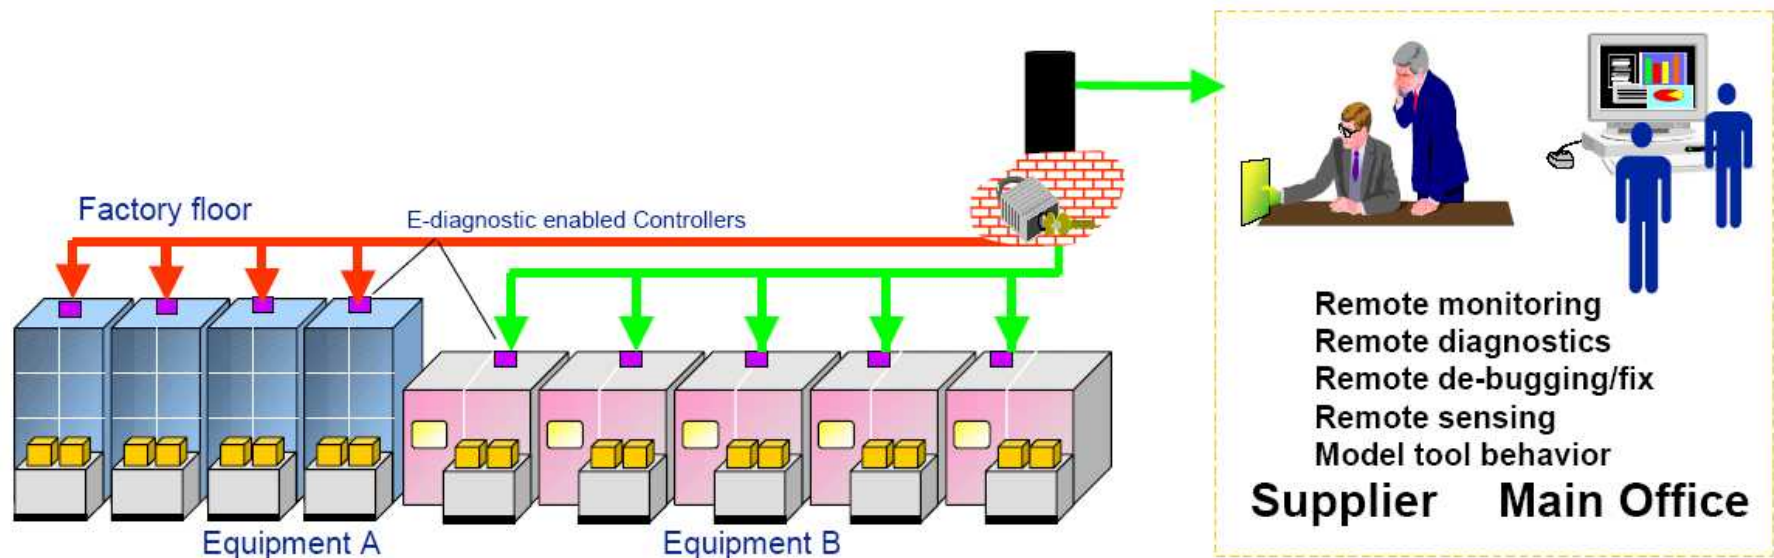 Factory floor
E-diagnostic enabled Controllers
Equipment A
Equipment B
Remote monitoring
Remote diagnostics
Remote de-bugging/fix
Remote sensing
Model tool behavior
Supplier Main Office